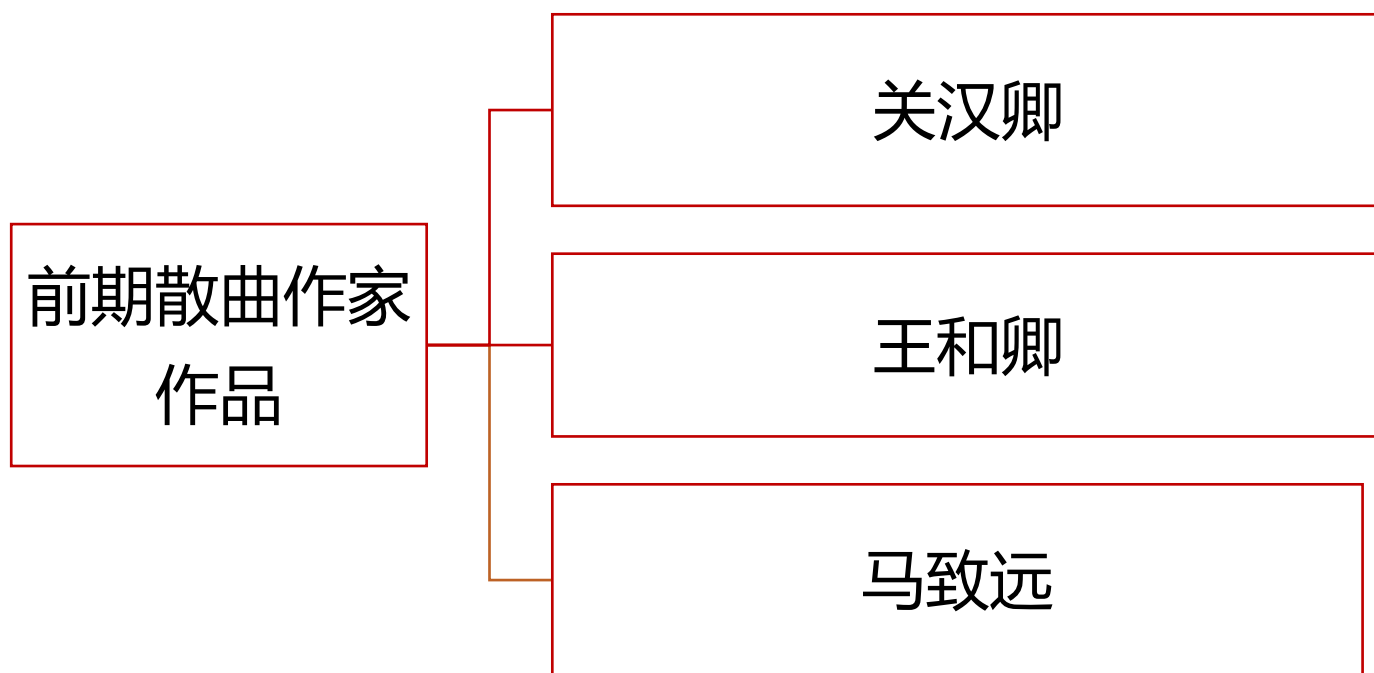 前期散曲作家
作品
关汉卿
王和卿
马致远